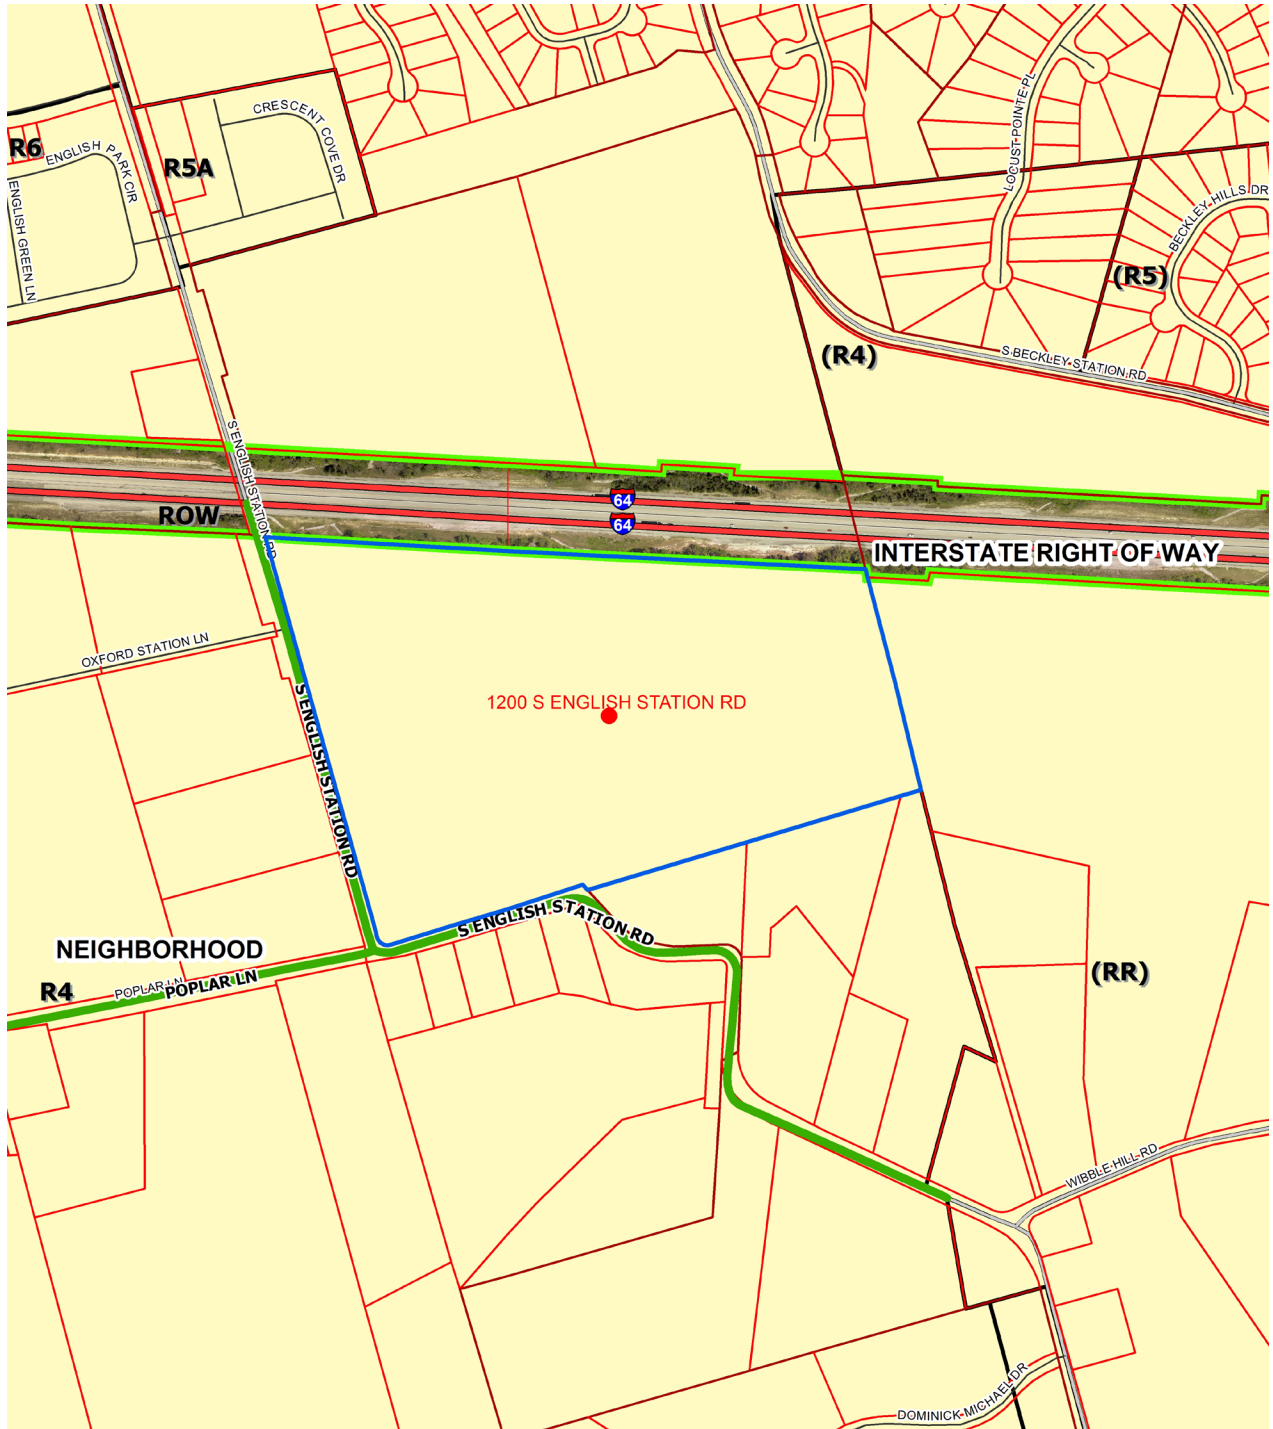 CRESCENT COVE DR
LOCUST POINTE PL
R6
ENGLISH PARK CIR
R5A
ENGLISH GREEN LN
BECKLEY HILLS DR
(R5)
(R4)
S BECKLEY STATION RD
S ENGLISH STATION RD
64
ROW
64
INTERSTATE RIGHT OF WAY
OXFORD STATION LN
1200 S ENGLISH STATION RD
S ENGLISH STATION RD
S ENGLISH STATION RD
NEIGHBORHOOD
(RR)
R4
POPLAR LN
POPLAR LN
WIBBLE HILL RD
DOMINICK MICHAEL DR